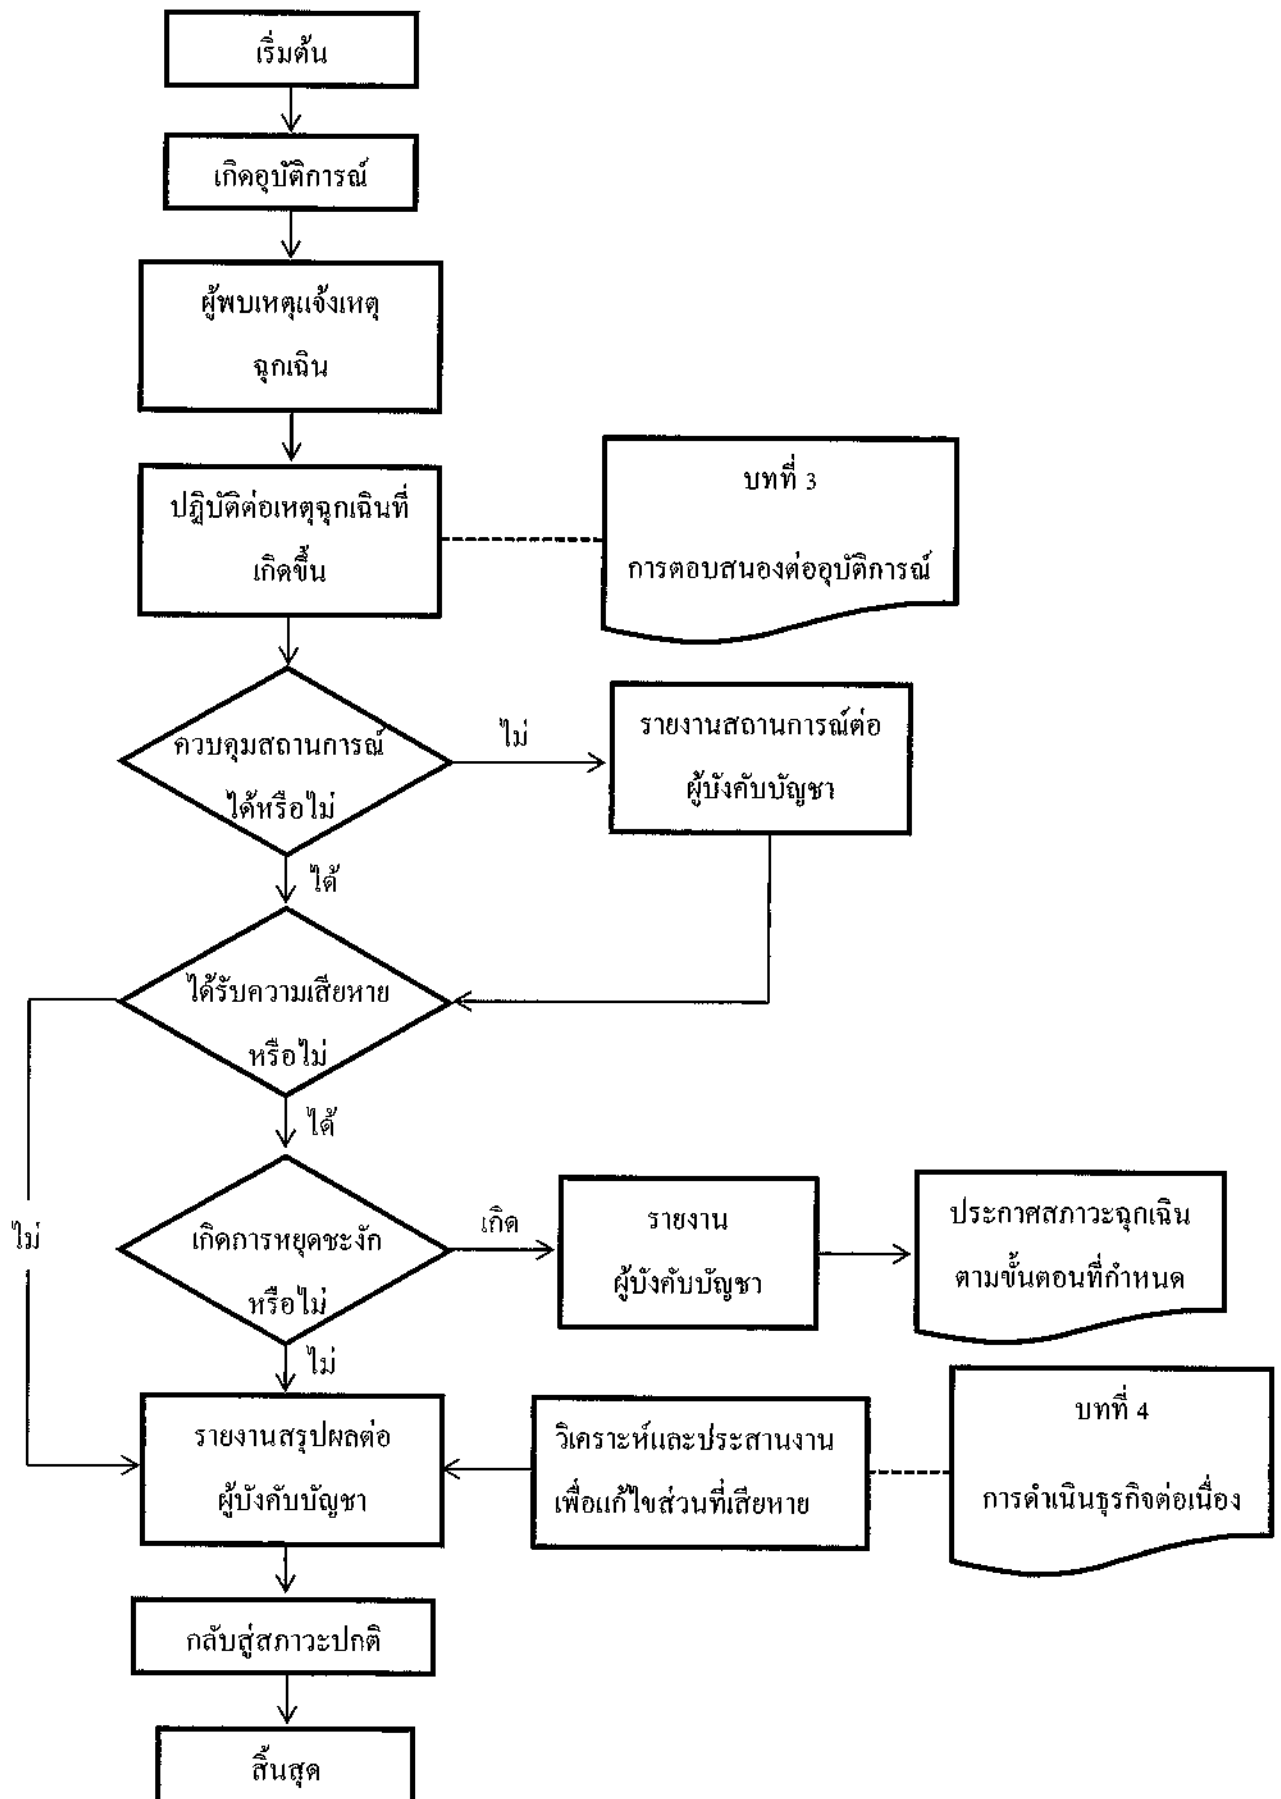 เริ่มต้น
เกิดอุบัติการณ์
ผู้พบเหตุแจ้งเหตุ
ฉุกเฉิน
ปฏิบัติต่อเหตุฉุกเฉินที่
เกิดขึ้น
บทที่ 3
การตอบสนองต่ออุบัติการณ์
ควบคุมสถานการณ์
ได้หรือไม่
ไม่
รายงานสถานการณ์ต่อ
ผู้บังคับบัญชา
ได้
ได้รับความเสียหาย
หรือไม่
ได้
ไม่
เกิดการหยุดชะงัก
หรือไม่
เกิด
รายงาน
ผู้บังคับบัญชา
ประกาศสภาวะฉุกเฉิน
ตามขั้นตอนที่กำหนด
ไม่
รายงานสรุปผลต่อ
ผู้บังคับบัญชา
วิเคราะห์และประสานงาน
เพื่อแก้ไขส่วนที่เสียหาย
บทที่ 4
การดำเนินธุรกิจต่อเนื่อง
กลับสู่สภาวะปกติ
สิ้นสุด